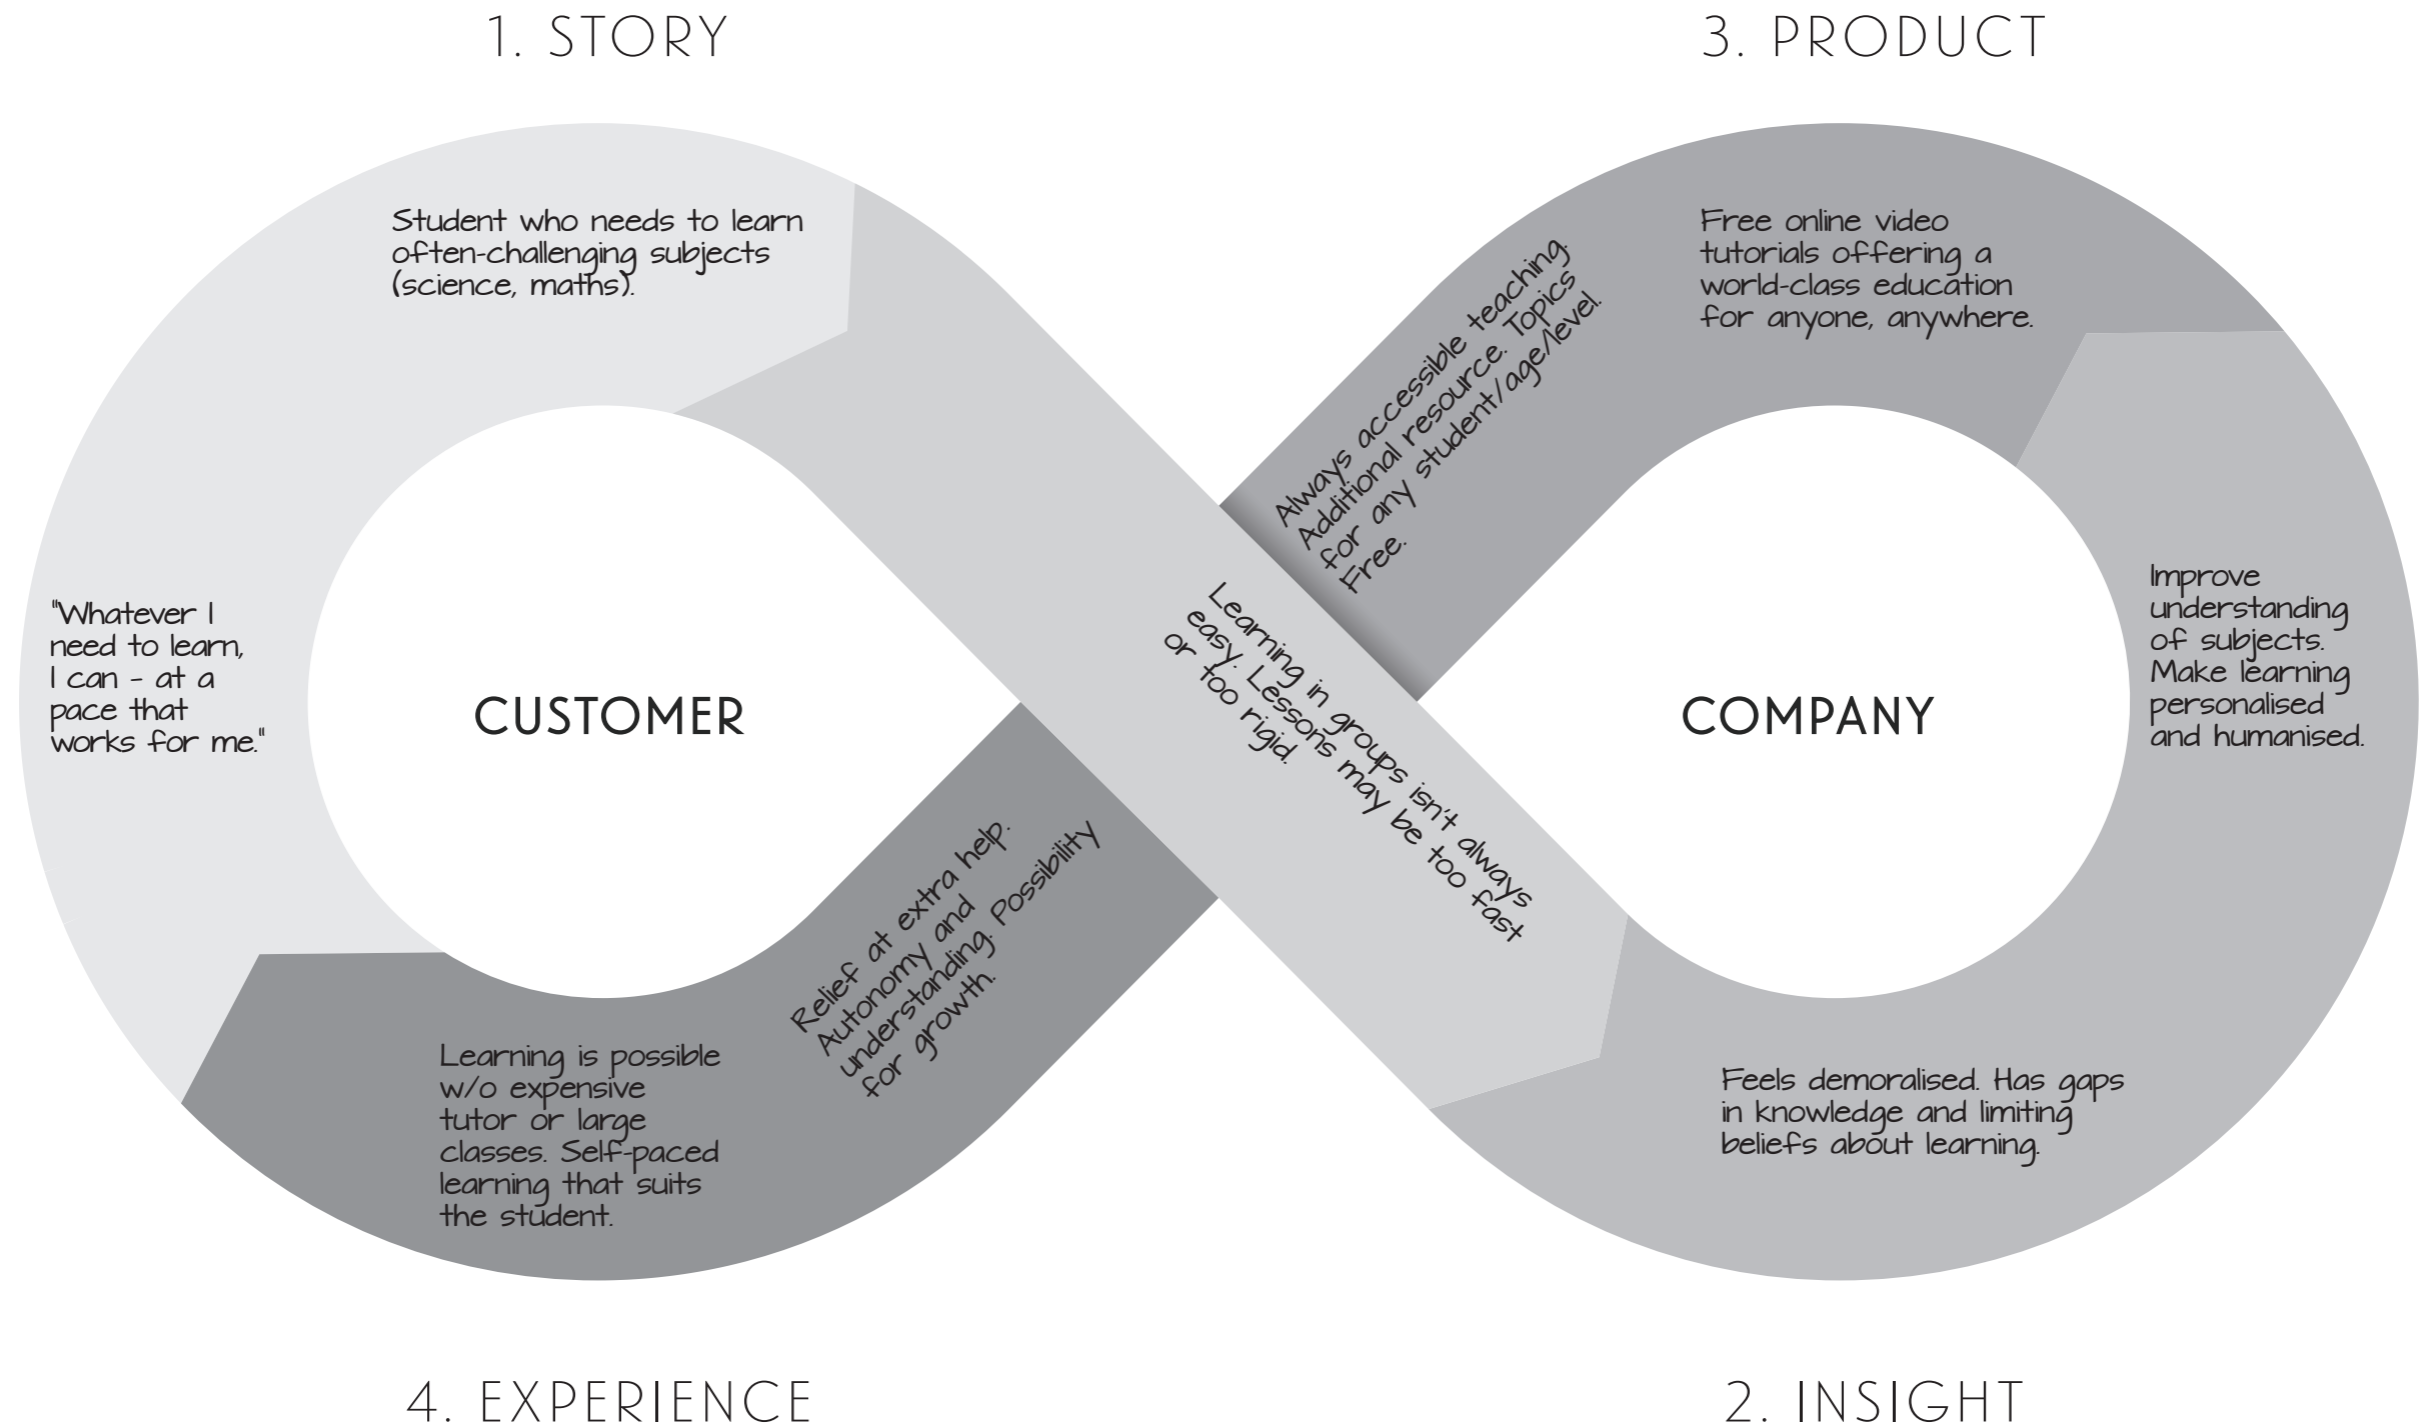 1. STORY
Student who needs to learn
often-challenging subjects
(science, maths).
"Whatever I
need to learn,
I can - at a
pace that
works for me."
CUSTOMER
Learning in groups isn't always
easy. Lessons may be too fast
or too rigid.
2. INSIGHT
Feels demoralised. Has gaps
in knowledge and limiting
beliefs about learning.
Improve
understanding
of subjects.
Make learning
personalised
and humanised.
COMPANY
3. PRODUCT
Free online video
tutorials offering a
world-class education
for anyone, anywhere.
Always accessible teaching.
Additional resource. Topics
for any student/age/level.
Free.
4. EXPERIENCE
Relief at extra help.
Autonomy and
understanding. Possibility
for growth.
Learning is possible
w/o expensive
tutor or large
classes. Self-paced
learning that suits
the student.